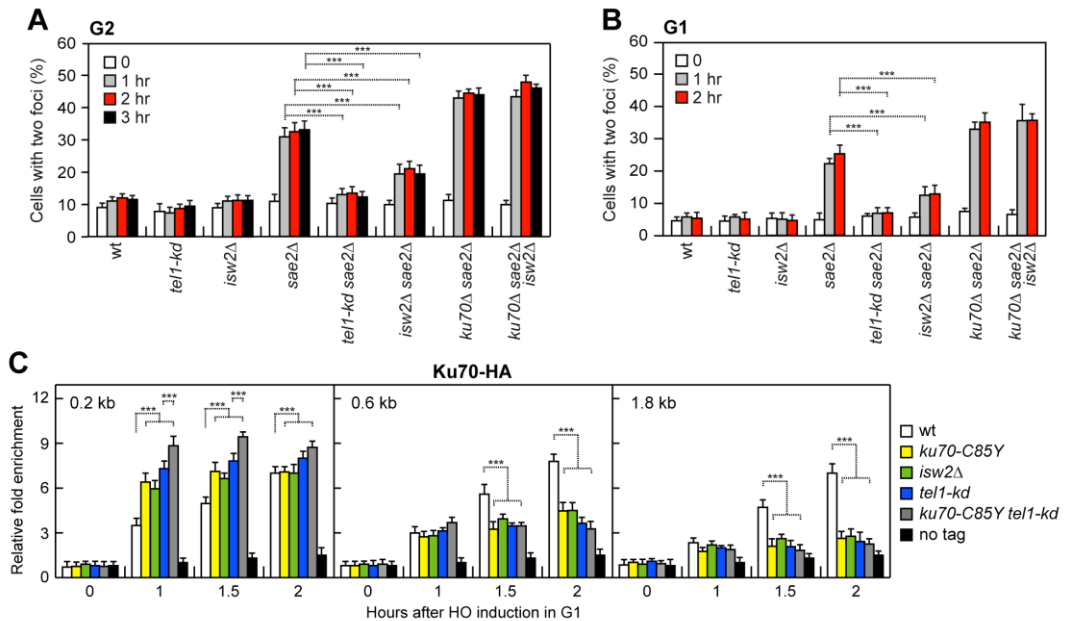 A
G2
Cells with two foci (%)
60
50
40
30
20
10
0
0
1 hr
2 hr
3 hr
***
***
***
***
***
***
wt
tel1-kd
isw2Δ
sae2Δ
tel1-kd sae2Δ
isw2Δ sae2Δ
ku70Δ sae2Δ
ku70Δ sae2Δ
isw2Δ
B
G1
Cells with two foci (%)
60
50
40
30
20
10
0
0
1 hr
2 hr
***
***
***
***
wt
tel1-kd
isw2Δ
sae2Δ
tel1-kd sae2Δ
isw2Δ sae2Δ
ku70Δ sae2Δ
ku70Δ sae2Δ
isw2Δ
C
Ku70-HA
Relative fold enrichment
12
9
6
3
0
0.2 kb
*** ***
*** ***
***
0 1 1.5 2
0.6 kb
***
***
0 1 1.5 2
1.8 kb
***
***
0 1 1.5 2
Hours after HO induction in G1
wt
ku70-C85Y
isw2Δ
tel1-kd
ku70-C85Y tel1-kd
no tag